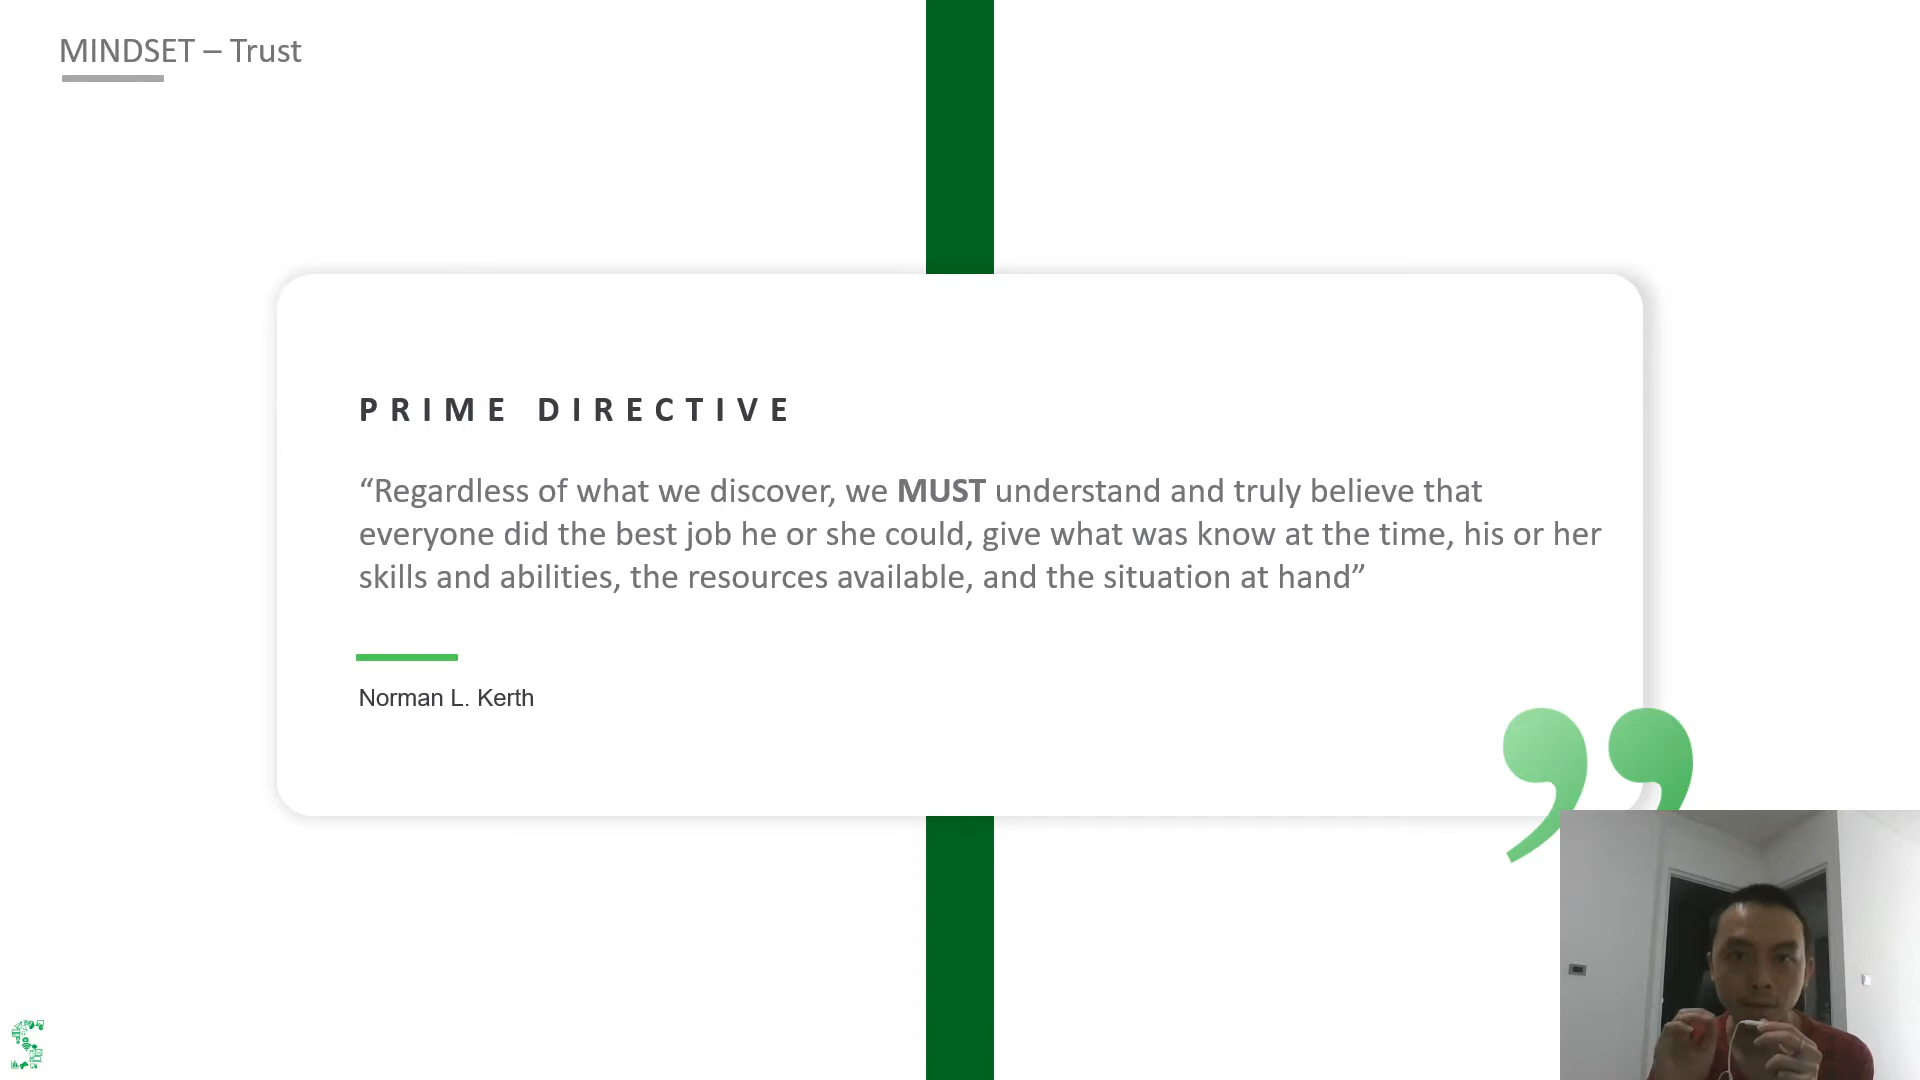 MINDSET – Trust
PRIME DIRECTIVE
“Regardless of what we discover, we MUST understand and truly believe that
everyone did the best job he or she could, give what was know at the time, his or her
skills and abilities, the resources available, and the situation at hand”
Norman L. Kerth